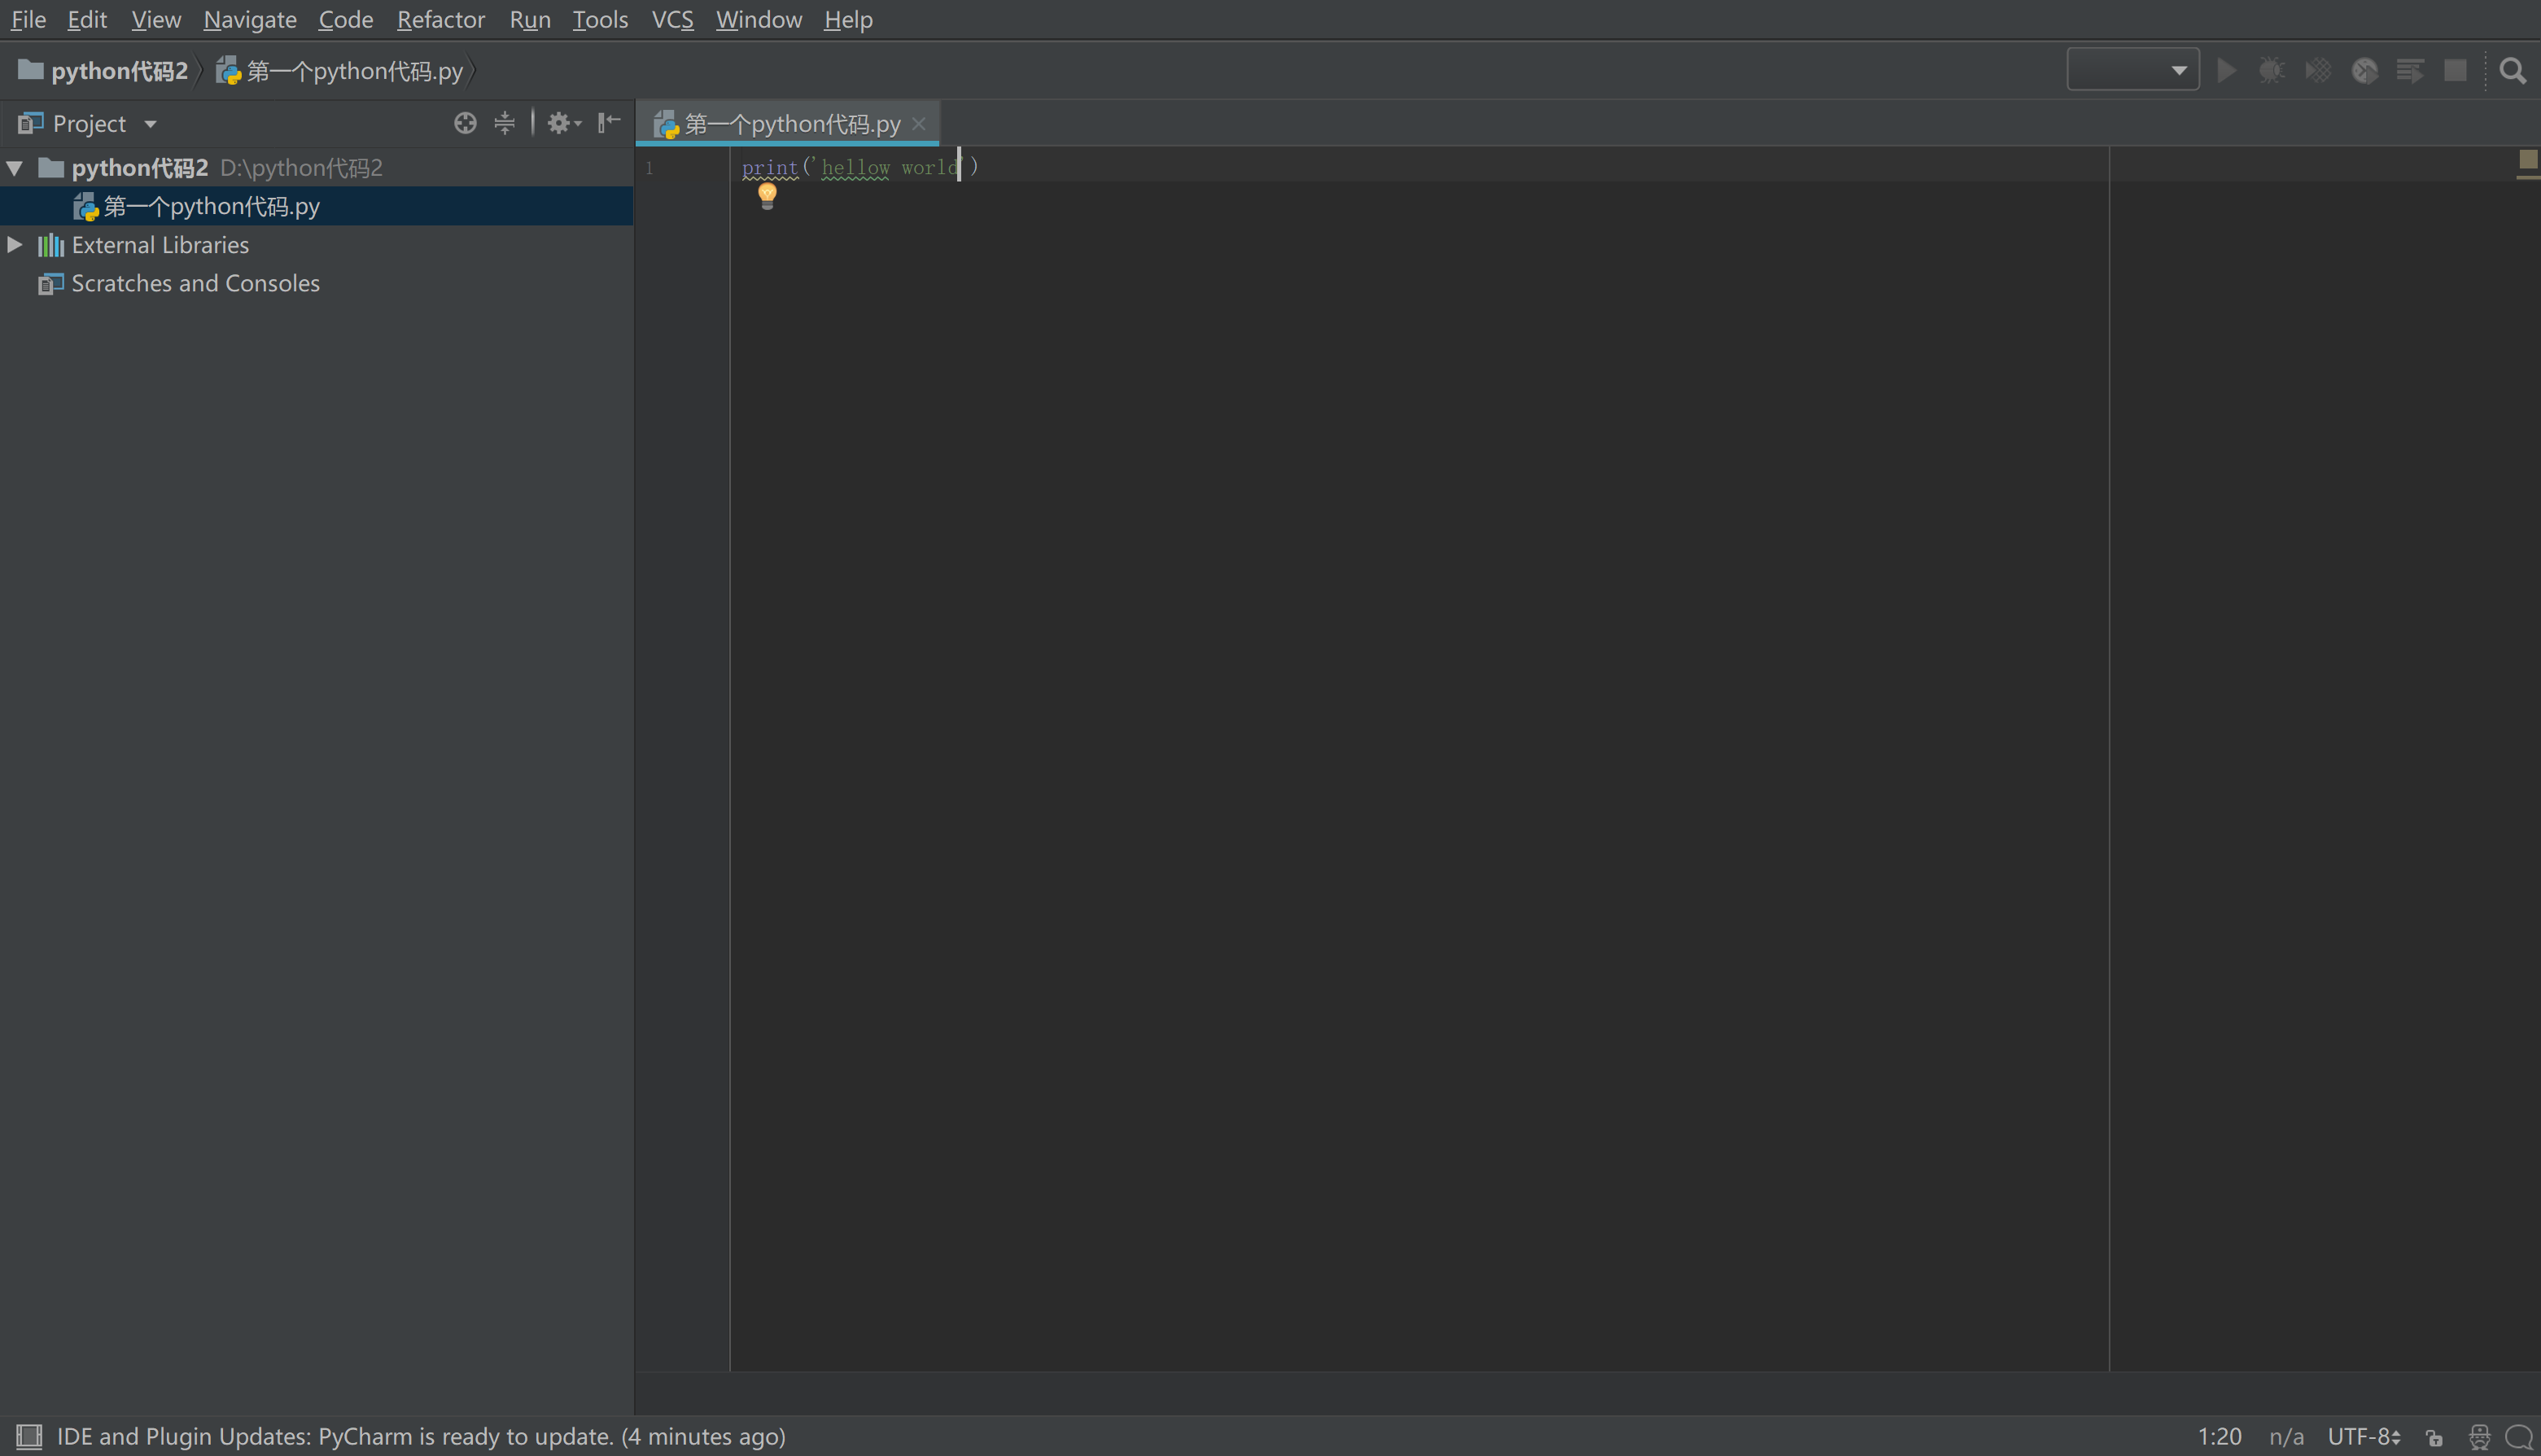 File Edit View Navigate Code Refactor Run Tools VCS Window Help
python代码2 第一个python代码.py
Project
第一个python代码.py
python代码2 D:\python代码2
第一个python代码.py
External Libraries
Scratches and Consoles
1 print('hellow world')
IDE and Plugin Updates: PyCharm is ready to update. (4 minutes ago)
1:20 n/a UTF-8